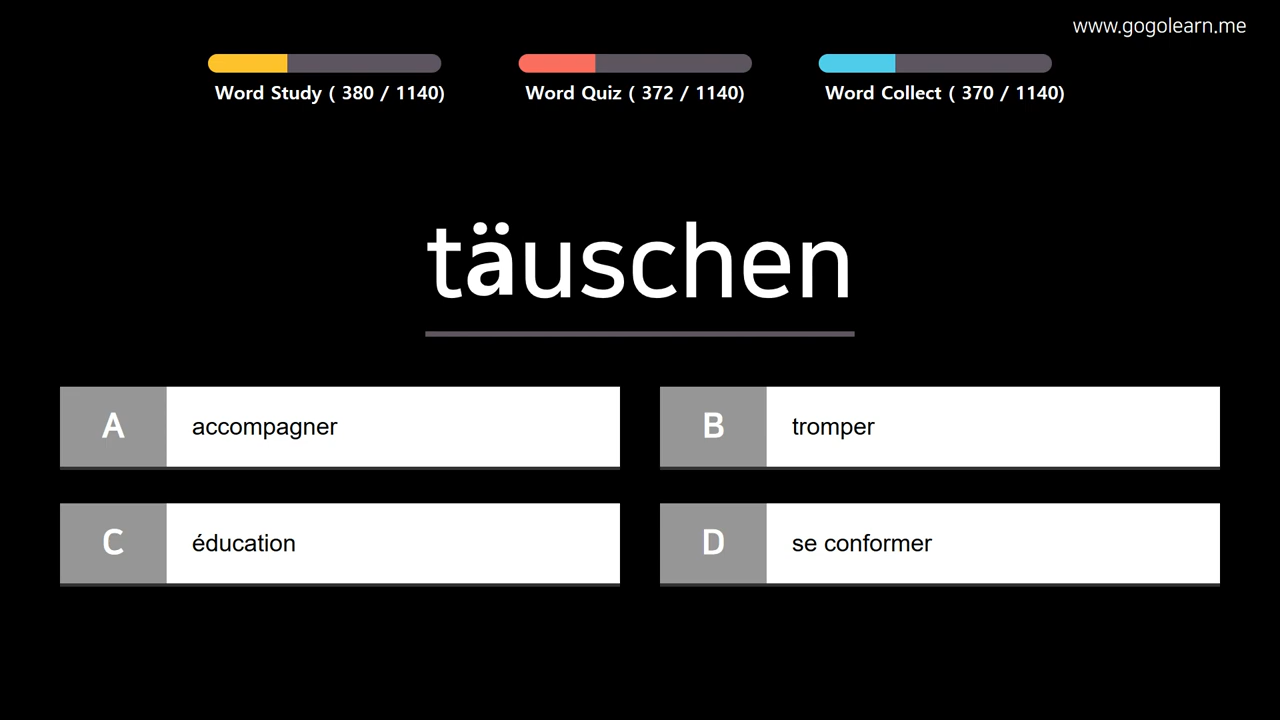 www.gogolearn.me
Word Study ( 380 / 1140)
Word Quiz ( 372 / 1140)
Word Collect ( 370 / 1140)
täuschen
A accompagner
B tromper
C éducation
D se conformer